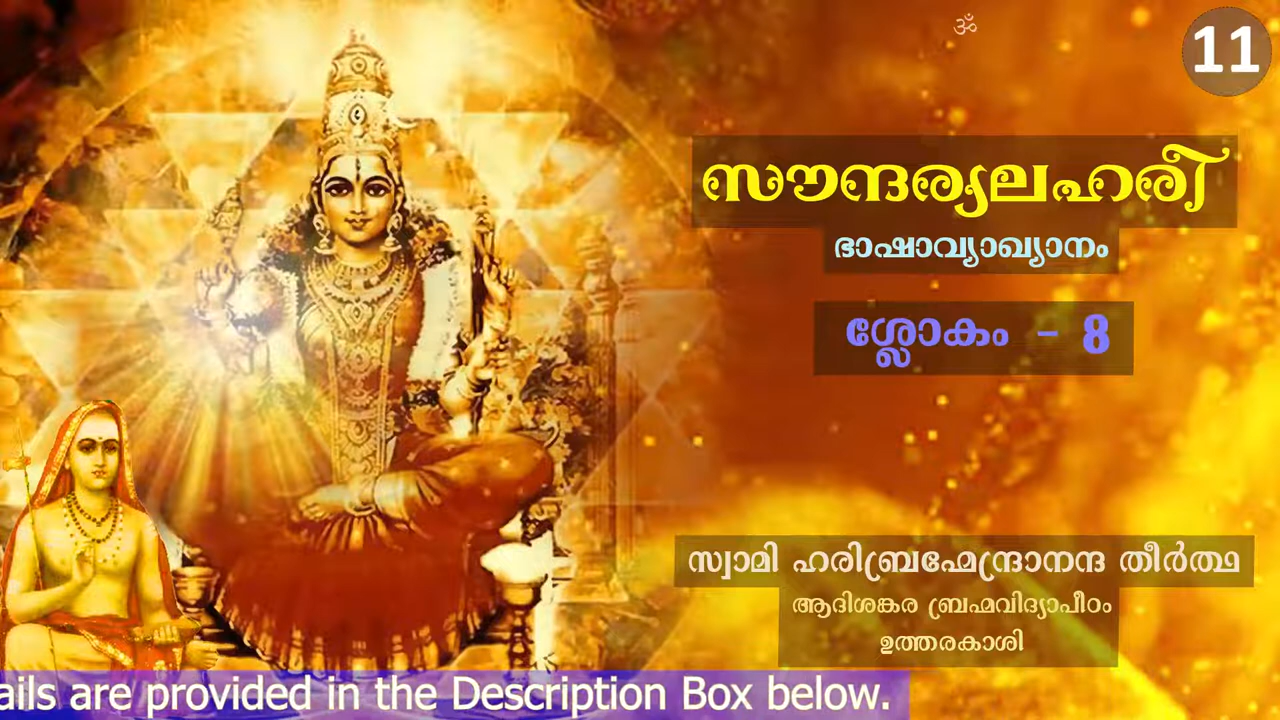 ॐ
11
സൗന്ദര്യലഹരീ
ഭാഷാവ്യാഖ്യാനം
ശ്ലോകം - 8
സ്വാമി ഹരിബ്രഹ്മേന്ദ്രാനന്ദ തീർത്ഥ
ആദിശങ്കര ബ്രഹ്മവിദ്യാപീഠം
ഉത്തരകാശി
ails are provided in the Description Box below.